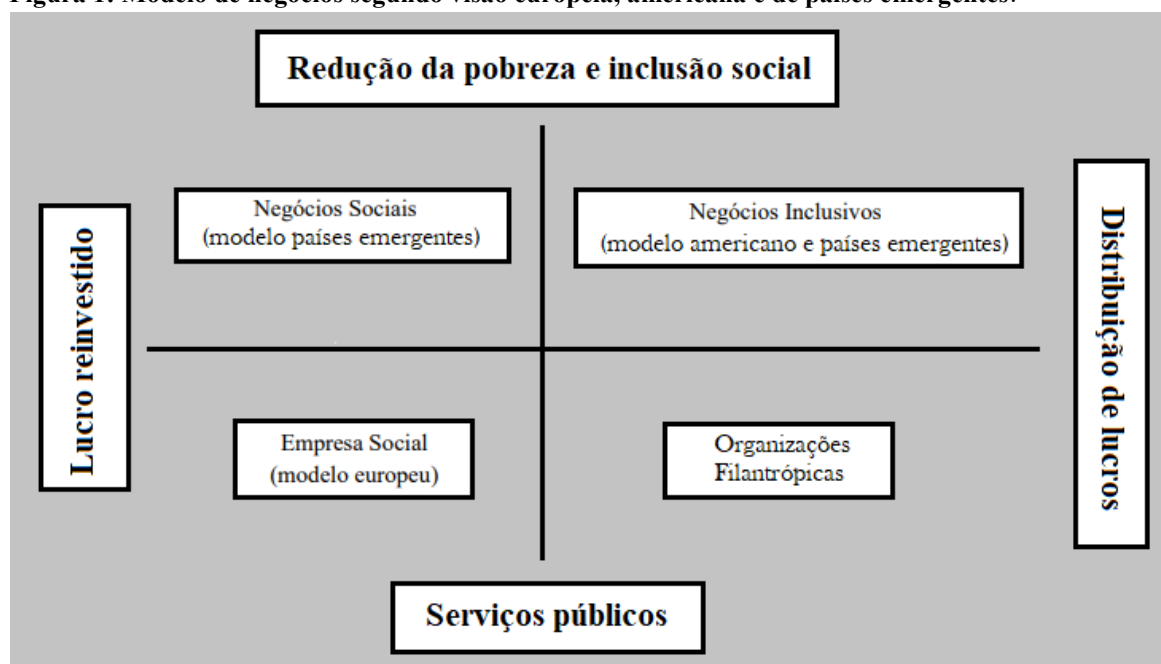 Figura 1: Modelo de negócios segundo visão europeia, americana e de países emergentes.
Redução da pobreza e inclusão social
Negócios Sociais
(modelo países emergentes)
Negócios Inclusivos
(modelo americano e países emergentes)
Lucro reinvestido
Distribuição de lucros
Empresa Social
(modelo europeu)
Organizações
Filantrópicas
Serviços públicos